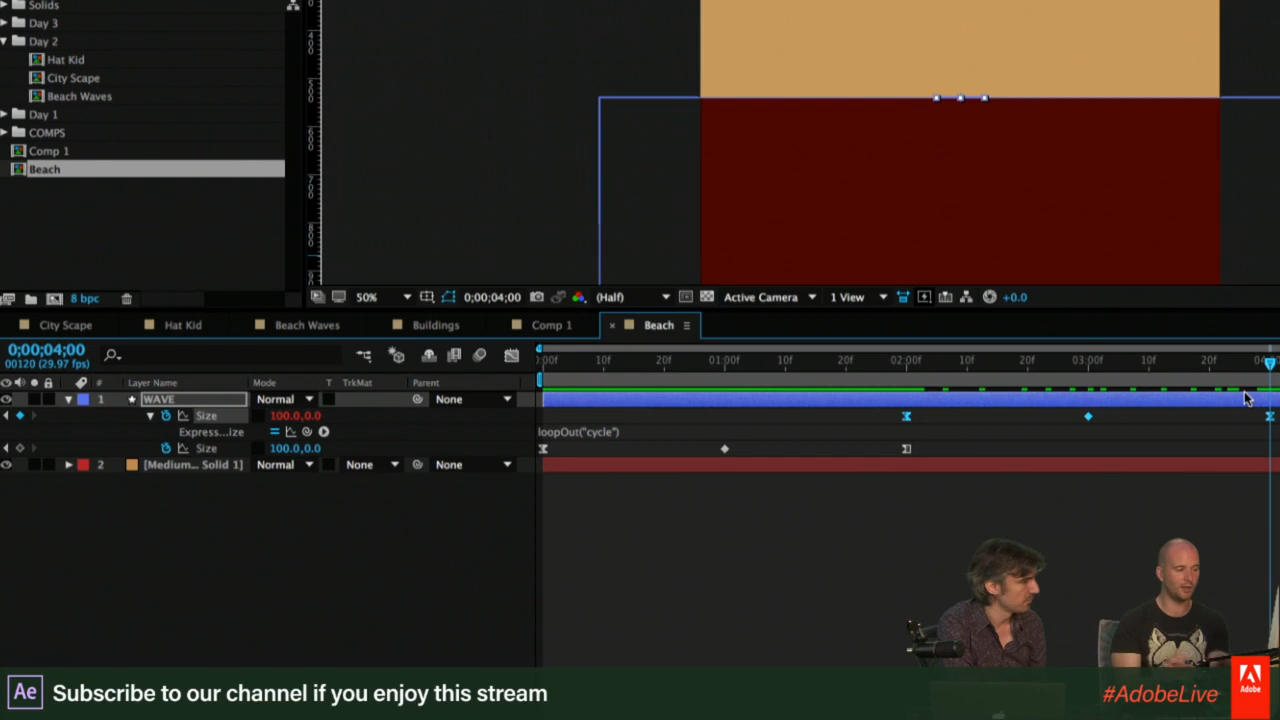 Solids
Day 3
Day 2
Hat Kid
City Scape
Beach Waves
Day 1
COMPS
Comp 1
Beach
8 bpc
50% 0;00;04;00 (Half) Active Camera 1 View +0.0
City Scape Hat Kid Beach Waves Buildings Comp 1 × Beach
0;00;04;00
00120 (29.97 fps)
:00f 10f 20f 01:00f 10f 20f 02:00f 10f 20f 03:00f 10f 20f
# Layer Name Mode T TrkMat Parent
1 WAVE Normal None
Size 100.0,0.0
Express...ize loopOut("cycle")
Size 100.0,0.0
2 [Medium... Solid 1] Normal None None
Ae Subscribe to our channel if you enjoy this stream
#AdobeLive
Adobe